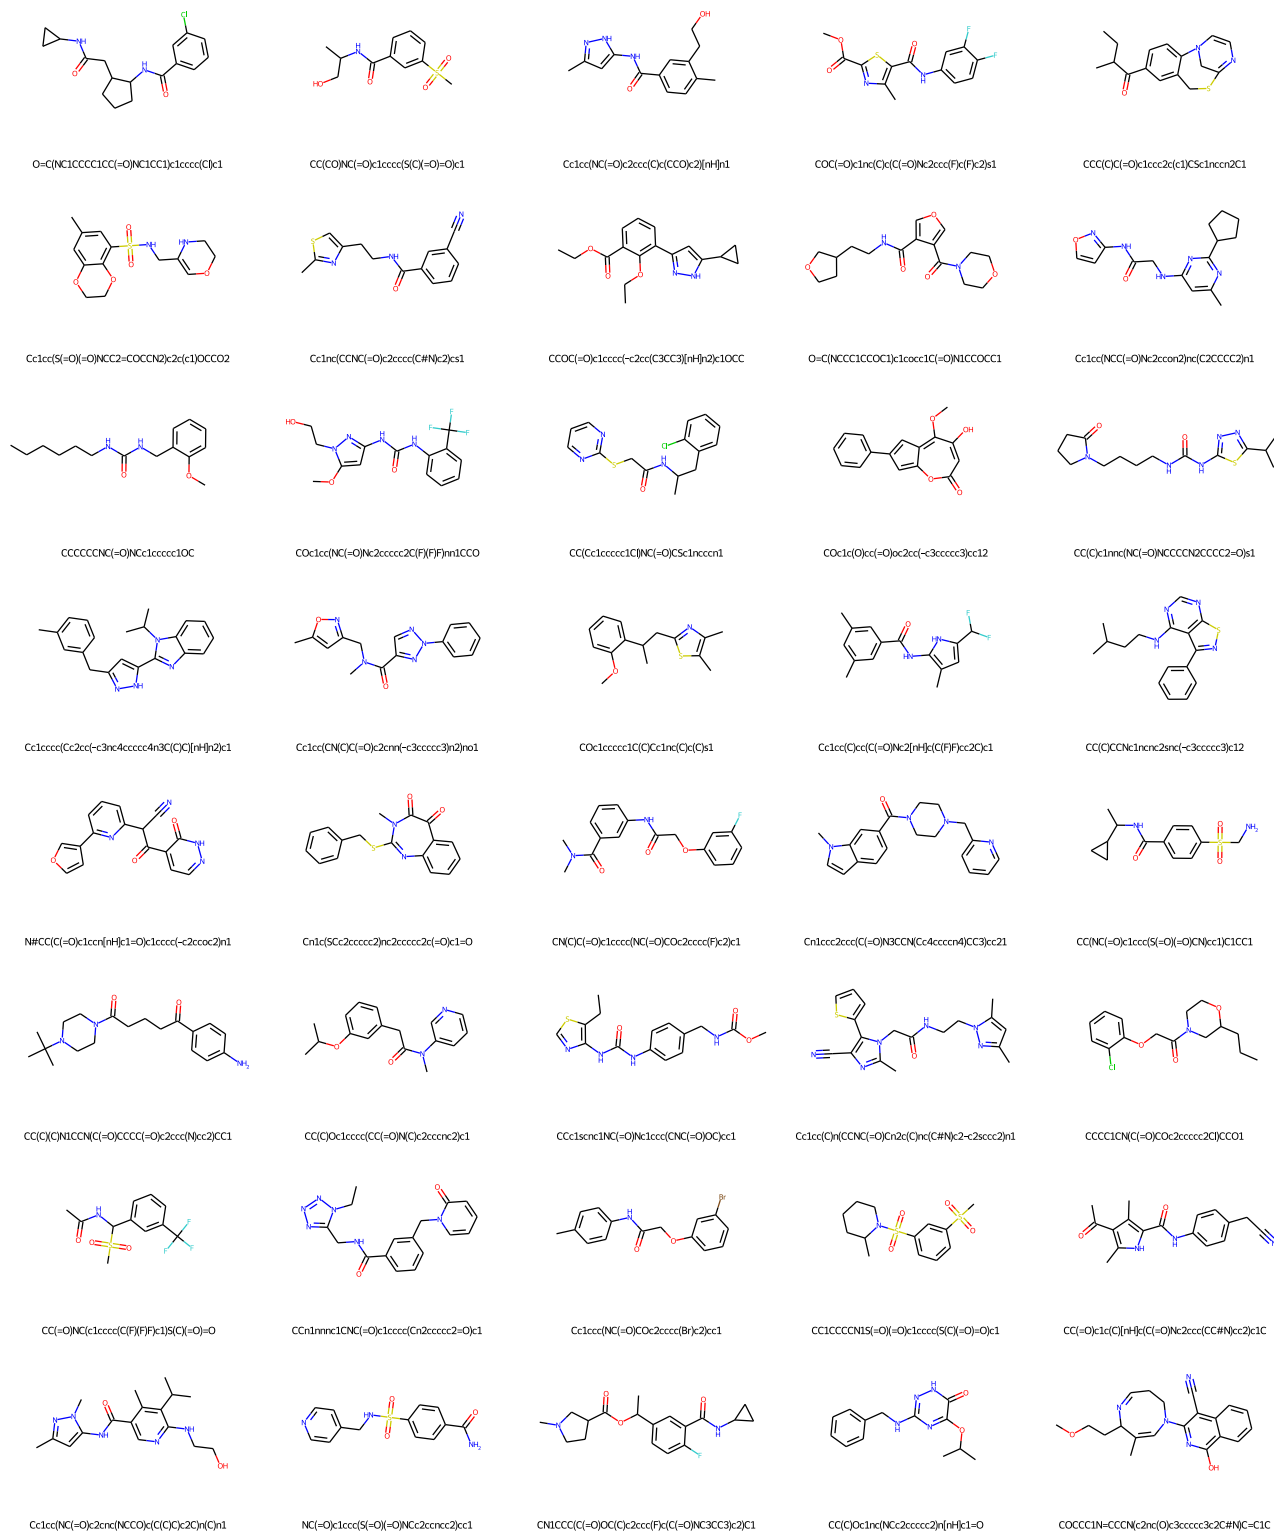 O=C(NC1CCCC1CC(=O)NC1CC1)c1cccc(Cl)c1
CC(CO)NC(=O)c1cccc(S(C)(=O)=O)c1
Cc1cc(NC(=O)c2ccc(C)c(CCO)c2)[nH]n1
COC(=O)c1nc(C)c(C(=O)Nc2ccc(F)c(F)c2)s1
CCC(C)C(=O)c1ccc2c(c1)CSc1nccn2C1
Cc1cc(S(=O)(=O)NCC2=COCCN2)c2c(c1)OCCO2
Cc1nc(CCNC(=O)c2cccc(C#N)c2)cs1
CCOC(=O)c1cccc(-c2cc(C3CC3)[nH]n2)c1OCC
O=C(NCCC1CCOC1)c1cocc1C(=O)N1CCOCC1
Cc1cc(NCC(=O)Nc2ccon2)nc(C2CCCC2)n1
CCCCCCNC(=O)NCc1ccccc1OC
COc1cc(NC(=O)Nc2ccccc2C(F)(F)F)nn1CCO
CC(Cc1ccccc1Cl)NC(=O)CSc1ncccn1
COc1c(O)cc(=O)oc2cc(-c3ccccc3)cc12
CC(C)c1nnc(NC(=O)NCCCCN2CCCC2=O)s1
Cc1cccc(Cc2cc(-c3nc4ccccc4n3C(C)C)[nH]n2)c1
Cc1cc(CN(C)C(=O)c2cnn(-c3ccccc3)n2)no1
COc1ccccc1C(C)Cc1nc(C)c(C)s1
Cc1cc(C)cc(C(=O)Nc2[nH]c(C(F)F)cc2C)c1
CC(C)CCNc1ncnc2snc(-c3ccccc3)c12
N#CC(C(=O)c1ccn[nH]c1=O)c1cccc(-c2ccoc2)n1
Cn1c(SCc2ccccc2)nc2ccccc2c(=O)c1=O
CN(C)C(=O)c1cccc(NC(=O)COc2cccc(F)c2)c1
Cn1ccc2ccc(C(=O)N3CCN(Cc4ccccn4)CC3)cc21
CC(NC(=O)c1ccc(S(=O)(=O)CN)cc1)C1CC1
CC(C)(C)N1CCN(C(=O)CCCC(=O)c2ccc(N)cc2)CC1
CC(C)Oc1cccc(CC(=O)N(C)c2cccnc2)c1
CCc1scnc1NC(=O)Nc1ccc(CNC(=O)OC)cc1
Cc1cc(C)n(CCNC(=O)Cn2c(C)nc(C#N)c2-c2sccc2)n1
CCCC1CN(C(=O)COc2ccccc2Cl)CCO1
CC(=O)NC(c1cccc(C(F)(F)F)c1)S(C)(=O)=O
CCn1nnnc1CNC(=O)c1cccc(Cn2ccccc2=O)c1
Cc1ccc(NC(=O)COc2cccc(Br)c2)cc1
CC1CCCCN1S(=O)(=O)c1cccc(S(C)(=O)=O)c1
CC(=O)c1c(C)[nH]c(C(=O)Nc2ccc(CC#N)cc2)c1C
Cc1cc(NC(=O)c2cnc(NCCO)c(C(C)C)c2C)n(C)n1
NC(=O)c1ccc(S(=O)(=O)NCc2ccncc2)cc1
CN1CCC(C(=O)OC(C)c2ccc(F)c(C(=O)NC3CC3)c2)C1
CC(C)Oc1nc(NCc2ccccc2)n[nH]c1=O
COCCC1N=CCCN(c2nc(O)c3ccccc3c2C#N)C=C1C